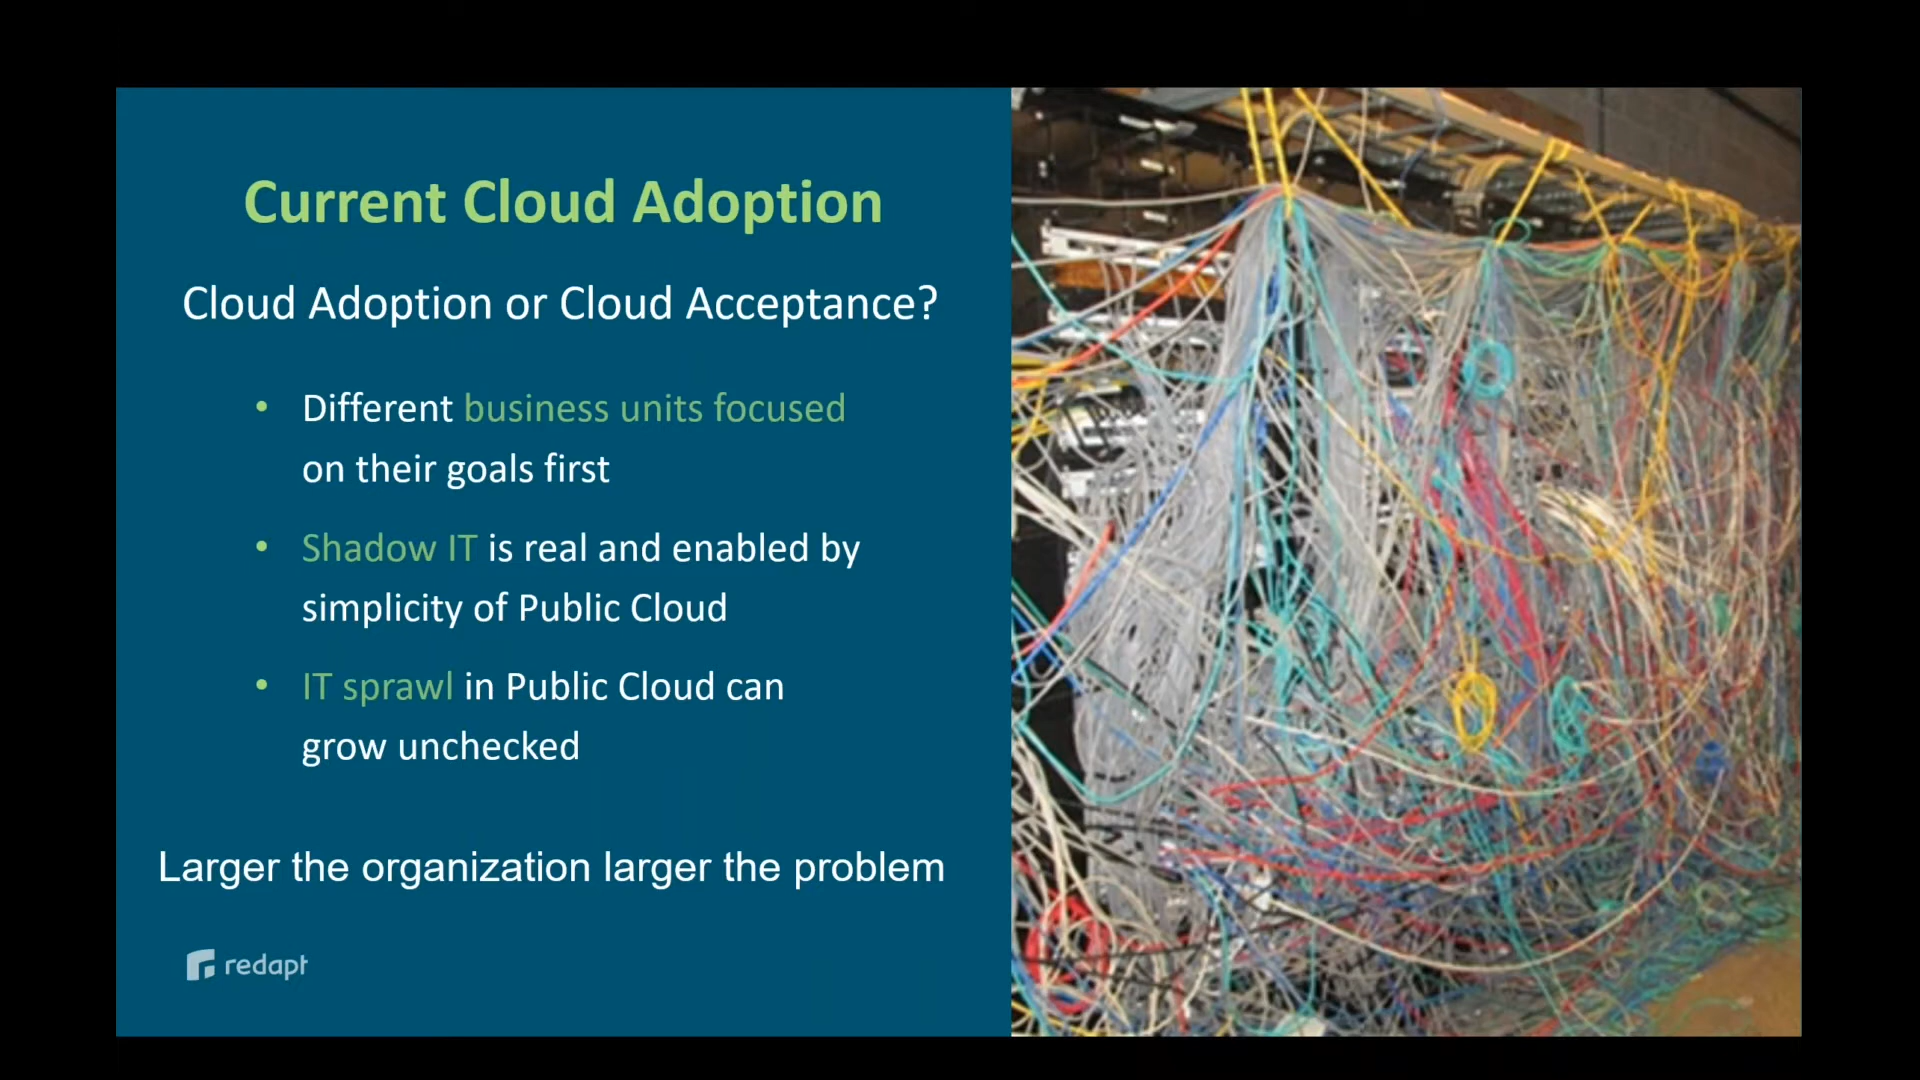 Current Cloud Adoption
Cloud Adoption or Cloud Acceptance?
• Different business units focused
on their goals first
• Shadow IT is real and enabled by
simplicity of Public Cloud
• IT sprawl in Public Cloud can
grow unchecked
Larger the organization larger the problem
redapt